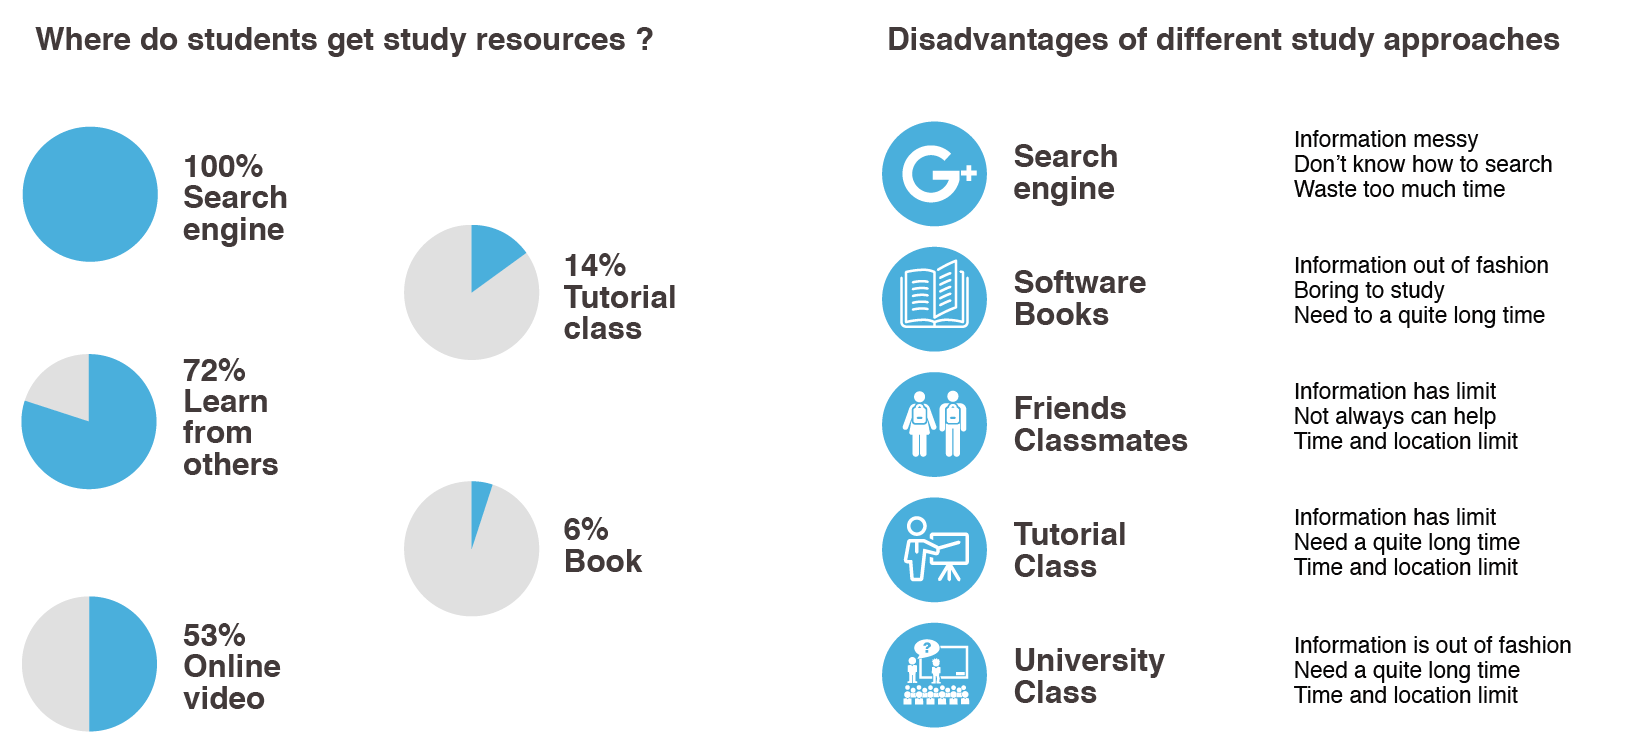 Where do students get study resources ?
100%
Search
engine
14%
Tutorial
class
72%
Learn
from
others
6%
Book
53%
Online
video
Disadvantages of different study approaches
G+
Search
engine
Information messy
Don’t know how to search
Waste too much time
Software
Books
Information out of fashion
Boring to study
Need to a quite long time
Friends
Classmates
Information has limit
Not always can help
Time and location limit
Tutorial
Class
Information has limit
Need a quite long time
Time and location limit
?
University
Class
Information is out of fashion
Need a quite long time
Time and location limit